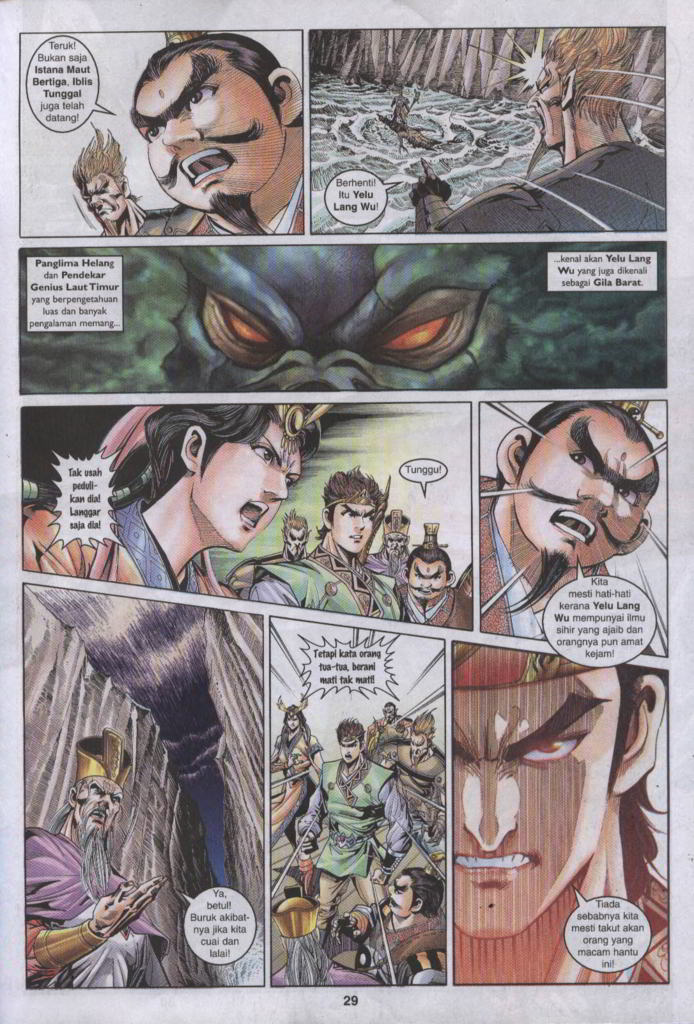 Teruk!
Bukan saja
Istana Maut
Bertiga, Iblis
Tunggal
juga telah
datang!
Berhenti!
Itu Yelu
Lang Wu!
Panglima Helang
dan Pendekar
Genius Laut Timur
yang berpengetahuan
luas dan banyak
pengalaman memang...
...kenal akan Yelu Lang
Wu yang juga dikenali
sebagai Gila Barat.
Tak usah
peduli-
kan dia!
Langgar
saja dia!
Tunggu!
Kita
mesti hati-hati
kerana Yelu Lang
Wu mempunyai ilmu
sihir yang ajaib dan
orangnya pun amat
kejam!
Ya,
betul!
Buruk akibat-
nya jika kita
cuai dan
lalai!
Tetapi kata orang
tua-tua, berani
mati tak mati!
Tiada
sebabnya kita
mesti takut akan
orang yang
macam hantu
ini!
29